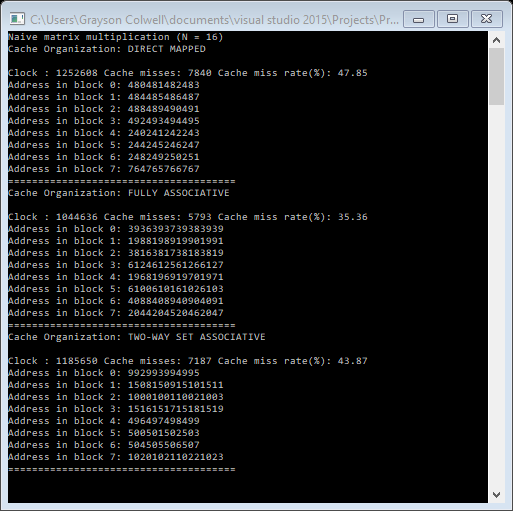 C:\Users\Grayson Colwell\documents\visual studio 2015\Projects\Pr...
Naive matrix multiplication (N = 16)
Cache Organization: DIRECT MAPPED
Clock : 1252608 Cache misses: 7840 Cache miss rate(%): 47.85
Address in block 0: 480481482483
Address in block 1: 484485486487
Address in block 2: 488489490491
Address in block 3: 492493494495
Address in block 4: 240241242243
Address in block 5: 244245246247
Address in block 6: 248249250251
Address in block 7: 764765766767
======================================
Cache Organization: FULLY ASSOCIATIVE
Clock : 1044636 Cache misses: 5793 Cache miss rate(%): 35.36
Address in block 0: 3936393739383939
Address in block 1: 1988198919901991
Address in block 2: 3816381738183819
Address in block 3: 6124612561266127
Address in block 4: 1968196919701971
Address in block 5: 6100610161026103
Address in block 6: 4088408940904091
Address in block 7: 2044204520462047
======================================
Cache Organization: TWO-WAY SET ASSOCIATIVE
Clock : 1185650 Cache misses: 7187 Cache miss rate(%): 43.87
Address in block 0: 992993994995
Address in block 1: 1508150915101511
Address in block 2: 1000100110021003
Address in block 3: 1516151715181519
Address in block 4: 496497498499
Address in block 5: 500501502503
Address in block 6: 504505506507
Address in block 7: 1020102110221023
======================================